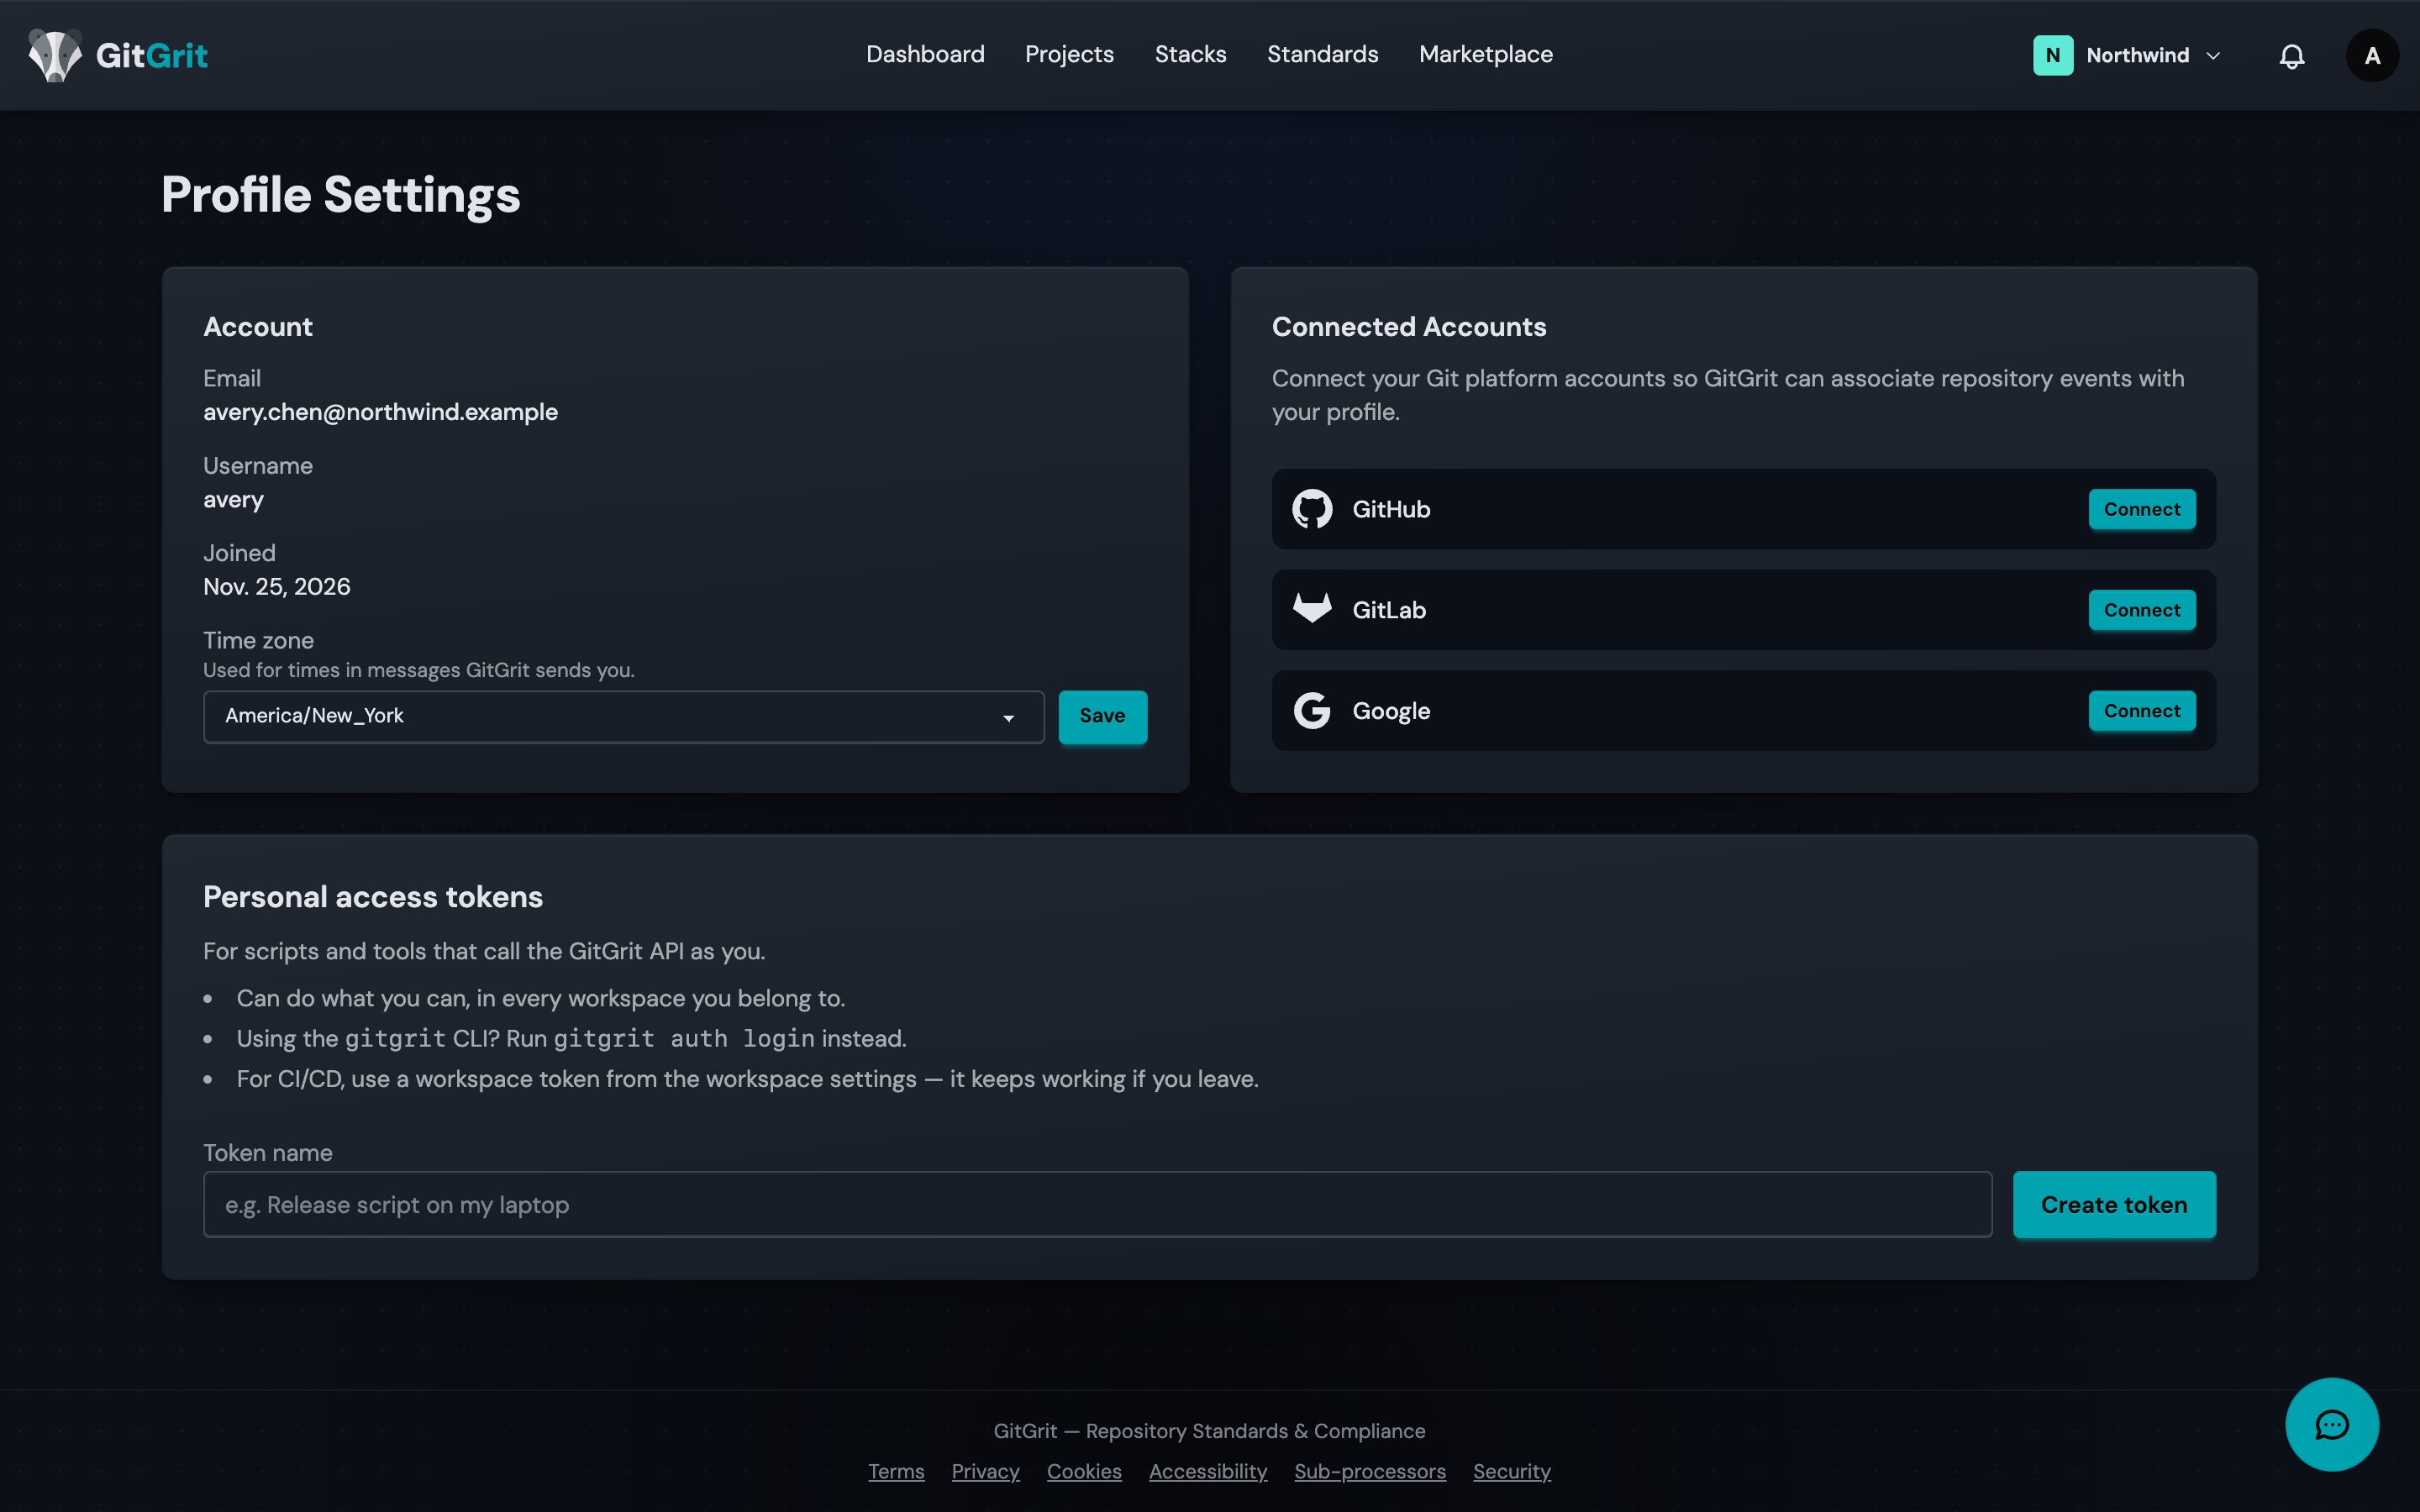 GitGrit
Dashboard
Projects
Stacks
Standards
Marketplace
N
Northwind
A
Profile Settings
Account
Email
avery.chen@northwind.example
Username
avery
Joined
Nov. 25, 2026
Time zone
Used for times in messages GitGrit sends you.
America/New_York
Save
Connected Accounts
Connect your Git platform accounts so GitGrit can associate repository events with
your profile.
GitHub
Connect
GitLab
Connect
Google
Connect
Personal access tokens
For scripts and tools that call the GitGrit API as you.
• Can do what you can, in every workspace you belong to.
• Using the gitgrit CLI? Run gitgrit auth login instead.
• For CI/CD, use a workspace token from the workspace settings — it keeps working if you leave.
Token name
e.g. Release script on my laptop
Create token
GitGrit — Repository Standards & Compliance
Terms
Privacy
Cookies
Accessibility
Sub-processors
Security